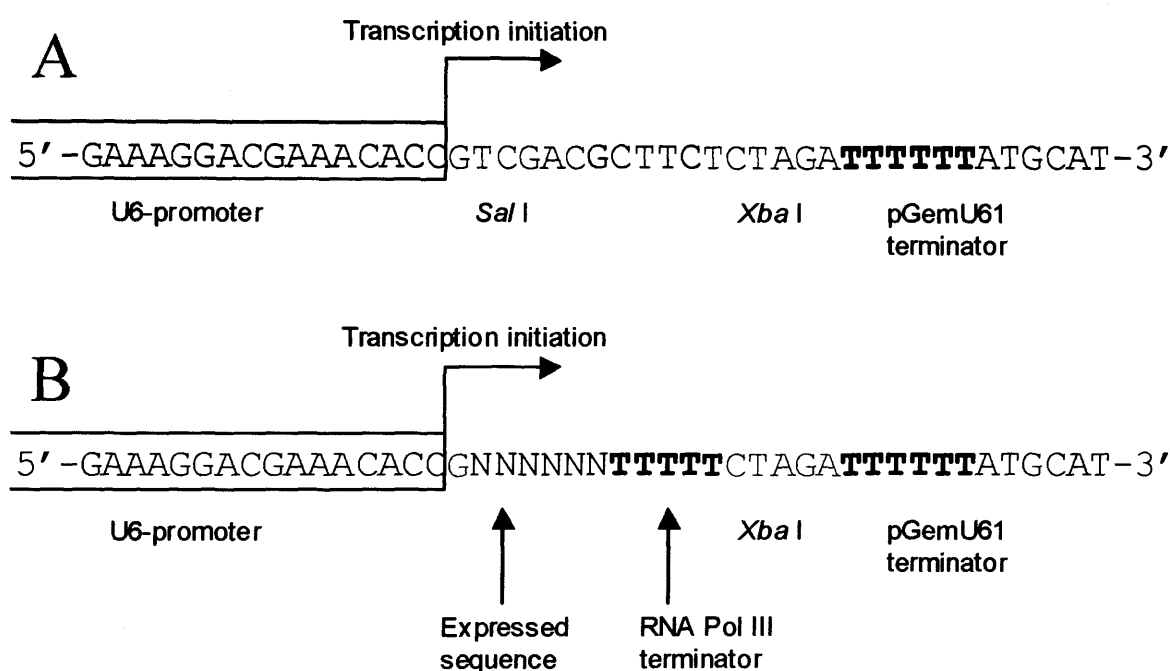 A
Transcription initiation
5'-GAAAGGACGAAACACCGTCGACGCTTCTCTAGATTTTTTATGCAT-3'
U6-promoter Sal I Xba I pGemU61
terminator
B
Transcription initiation
5'-GAAAGGACGAAACACCGNNNNNNTTTTTCTAGATTTTTTATGCAT-3'
U6-promoter Xba I pGemU61
terminator
Expressed RNA Pol III
sequence terminator